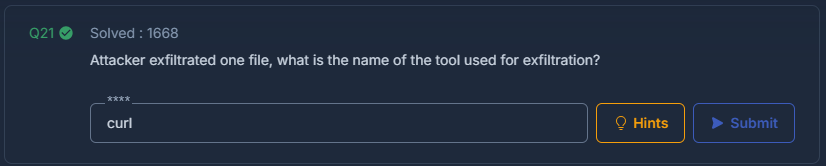 Q21 Solved : 1668
Attacker exfiltrated one file, what is the name of the tool used for exfiltration?
****
curl Hints Submit